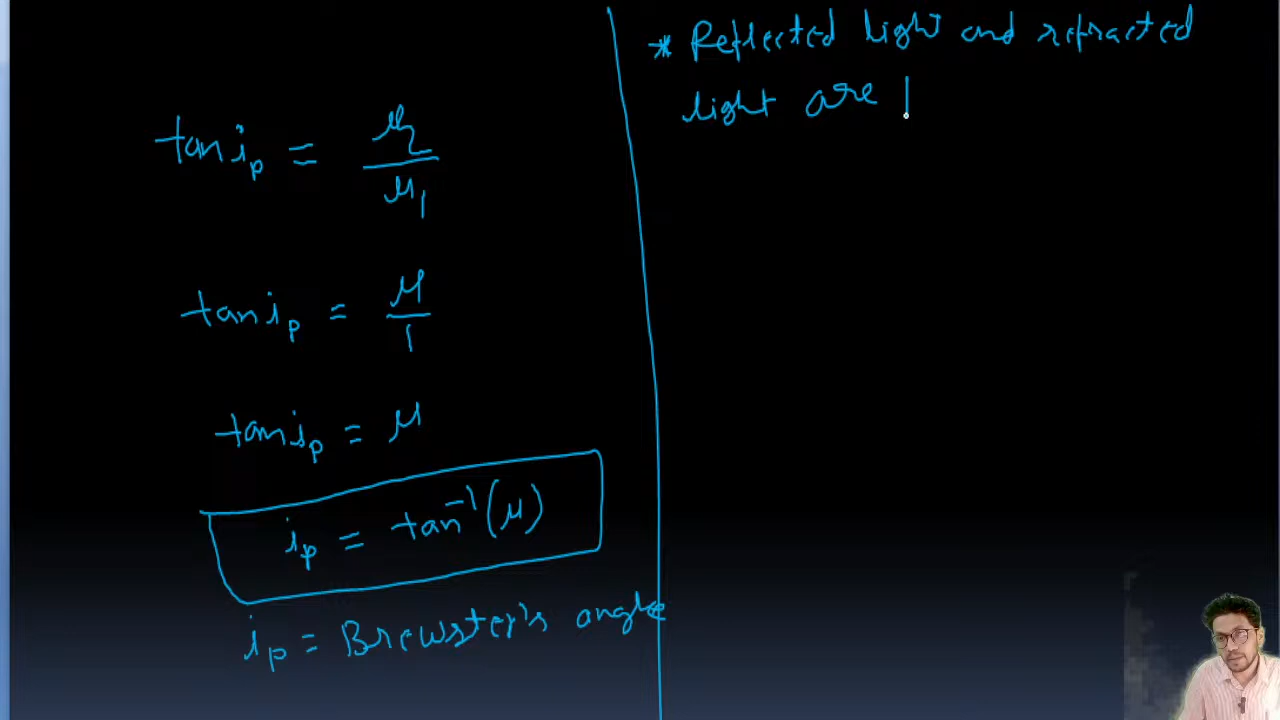 tan i_p = μ₂/μ₁
tan i_p = μ/1
tan i_p = μ
i_p = tan⁻¹(μ)
i_p = Brewster's angle
* Reflected light and refracted
light are |